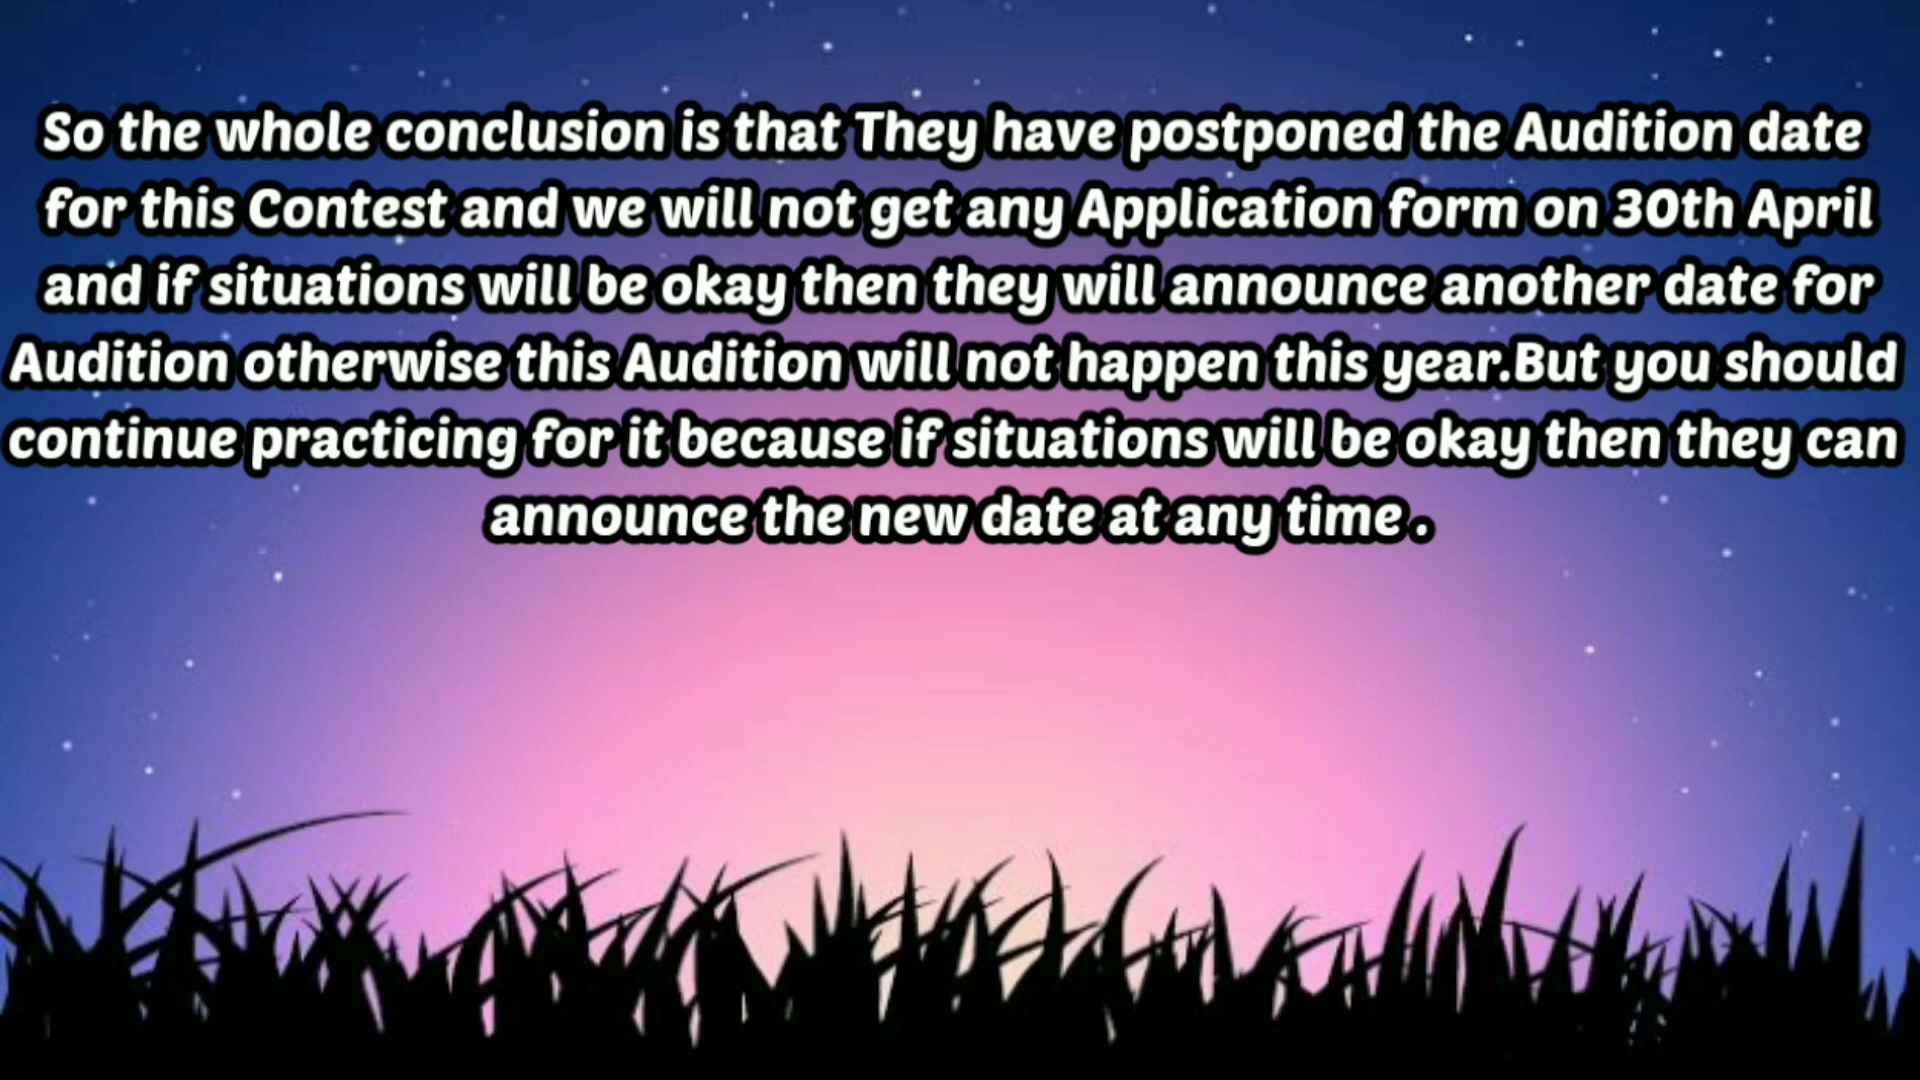 So the whole conclusion is that They have postponed the Audition date
for this Contest and we will not get any Application form on 30th April
and if situations will be okay then they will announce another date for
Audition otherwise this Audition will not happen this year.But you should
continue practicing for it because if situations will be okay then they can
announce the new date at any time .